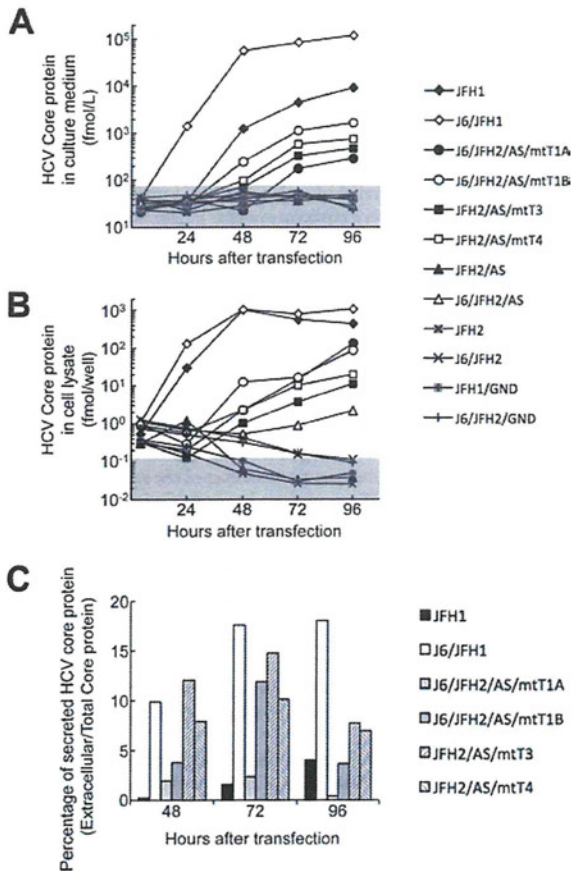 A
HCV Core protein
in culture medium
(fmol/L)
10⁵
10⁴
10³
10²
10¹
24 48 72 96
Hours after transfection
JFH1
J6/JFH1
J6/JFH2/AS/mtT1A
J6/JFH2/AS/mtT1B
JFH2/AS/mtT3
JFH2/AS/mtT4
JFH2/AS
J6/JFH2/AS
JFH2
J6/JFH2
JFH1/GND
J6/JFH2/GND
B
HCV Core protein
in cell lysate
(fmol/well)
10³
10²
10¹
10⁰
10⁻¹
10⁻²
24 48 72 96
Hours after transfection
C
Percentage of secreted HCV core protein
(Extracellular/Total Core protein)
20
15
10
5
0
48 72 96
Hours after transfection
JFH1
J6/JFH1
J6/JFH2/AS/mtT1A
J6/JFH2/AS/mtT1B
JFH2/AS/mtT3
JFH2/AS/mtT4